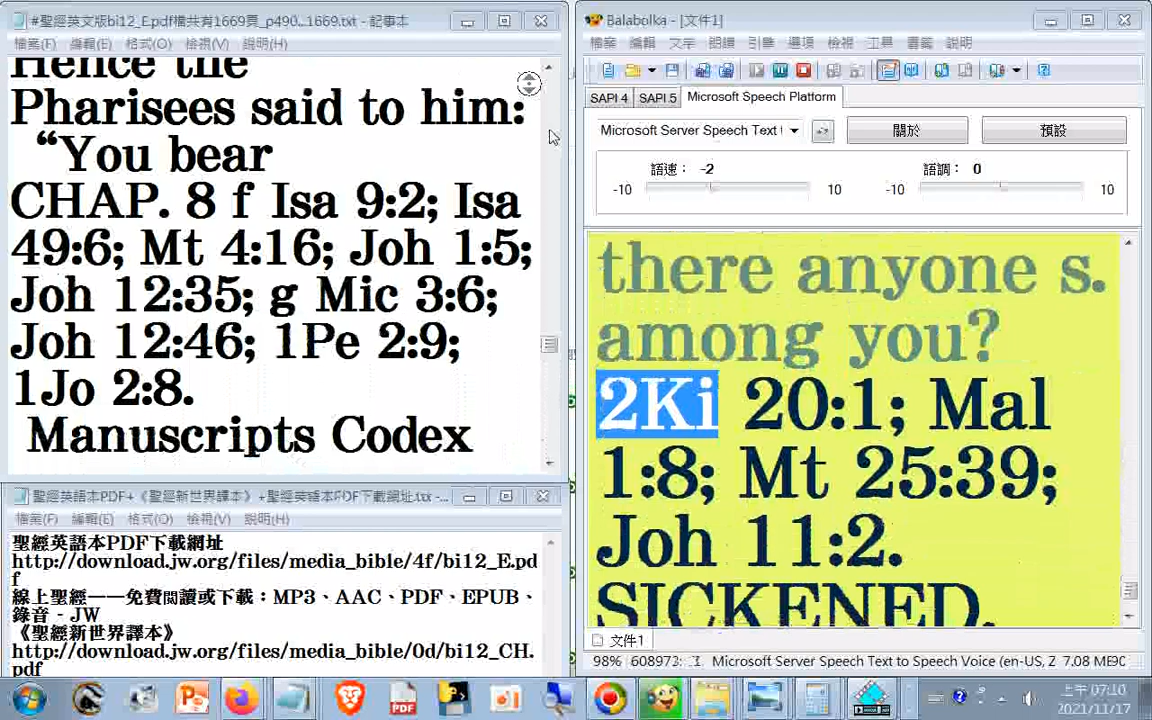 #聖經英文版bi12_E.pdf檔共有1669頁_p490...1669.txt - 記事本
檔案(F) 編輯(E) 格式(O) 檢視(V) 說明(H)
Hence the
Pharisees said to him:
“You bear
CHAP. 8 f Isa 9:2; Isa
49:6; Mt 4:16; Joh 1:5;
Joh 12:35; g Mic 3:6;
Joh 12:46; 1Pe 2:9;
1Jo 2:8.
Manuscripts Codex
聖經英語本PDF+《聖經新世界譯本》+聖經英語本PDF下載網址.txt - ...
檔案(F) 編輯(E) 格式(O) 檢視(V) 說明(H)
聖經英語本PDF下載網址
http://download.jw.org/files/media_bible/4f/bi12_E.pd
f
線上聖經──免費閱讀或下載：MP3、AAC、PDF、EPUB、
錄音 - JW
《聖經新世界譯本》
http://download.jw.org/files/media_bible/0d/bi12_CH.
pdf
Balabolka - [文件1]
檔案 編輯 文字 朗讀 引擎 選項 檢視 工具 書籤 說明
SAPI 4 SAPI 5 Microsoft Speech Platform
Microsoft Server Speech Text 關於 預設
語速： -2 語調： 0
-10 10 -10 10
there anyone s.
among you?
2Ki 20:1; Mal
1:8; Mt 25:39;
Joh 11:2.
SICKENED.
文件1
98% Microsoft Server Speech Text to Speech Voice (en-US, Z 7.08 ME
上午 07:10
2021/11/17